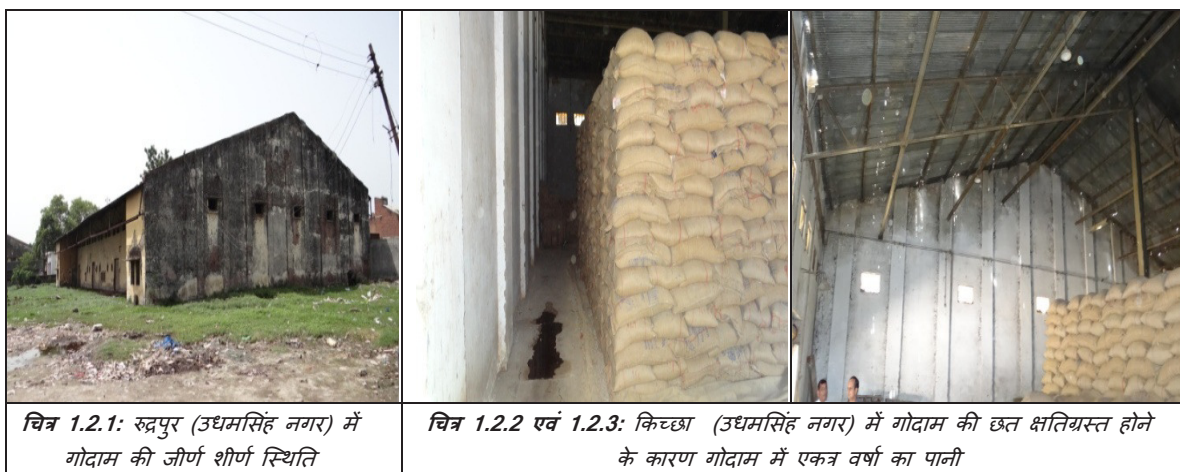 चित्र 1.2.1: रुद्रपुर (उधमसिंह नगर) में
गोदाम की जीर्ण शीर्ण स्थिति
चित्र 1.2.2 एवं 1.2.3: किच्छा (उधमसिंह नगर) में गोदाम की छत क्षतिग्रस्त होने
के कारण गोदाम में एकत्र वर्षा का पानी